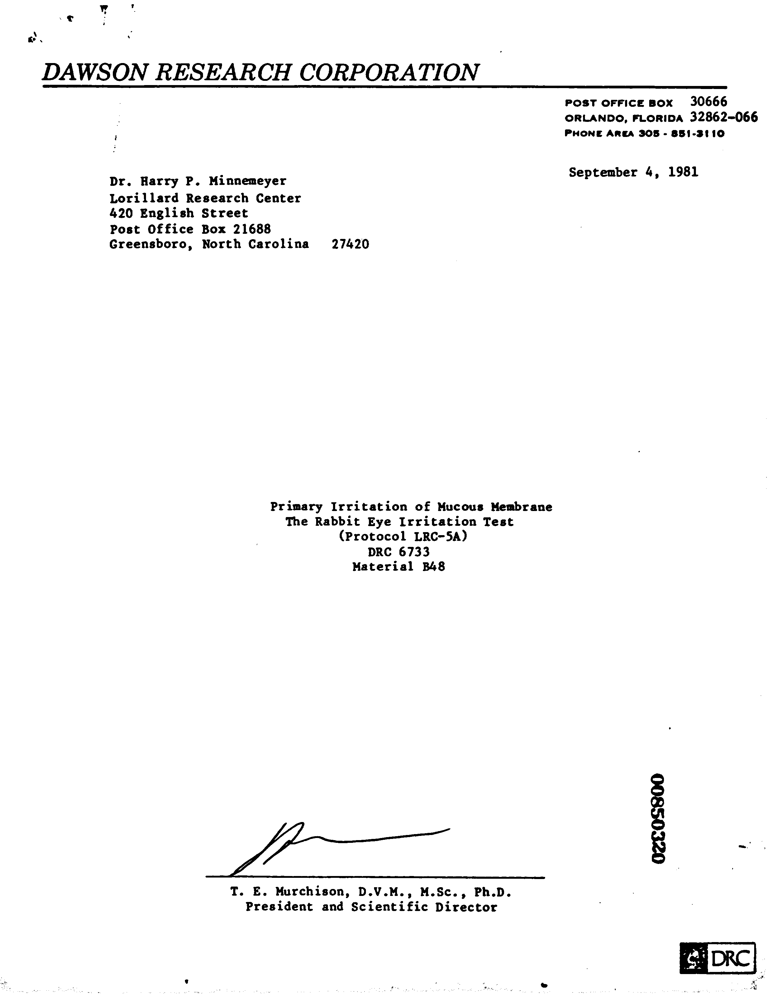 DAWSON RESEARCH CORPORATION
POST OFFICE BOX 30666
ORLANDO, FLORIDA 32862-066
PHONE AREA 305 - 851-3110
September 4, 1981
Dr. Harry P. Minnemeyer
Lorillard Research Center
420 English Street
Post Office Box 21688
Greensboro, North Carolina 27420
Primary Irritation of Mucous Membrane
The Rabbit Eye Irritation Test
(Protocol LRC-5A)
DRC 6733
Material B48
00850320
T. E. Murchison, D.V.M., M.Sc., Ph.D.
President and Scientific Director
DRC